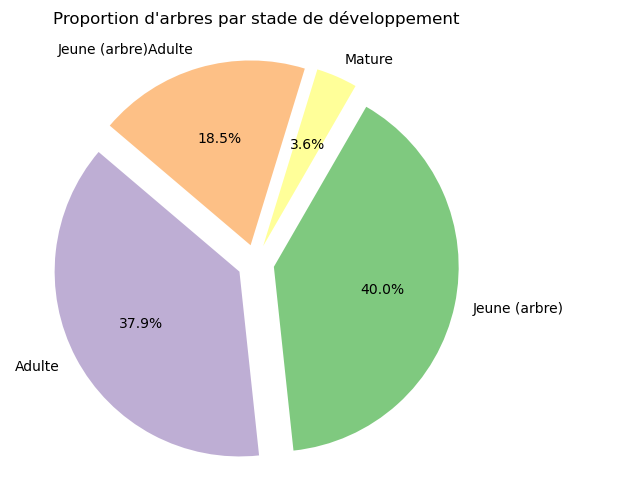 Proportion d'arbres par stade de développement
Jeune (arbre)Adulte
Mature
18.5%
3.6%
40.0%
Jeune (arbre)
37.9%
Adulte